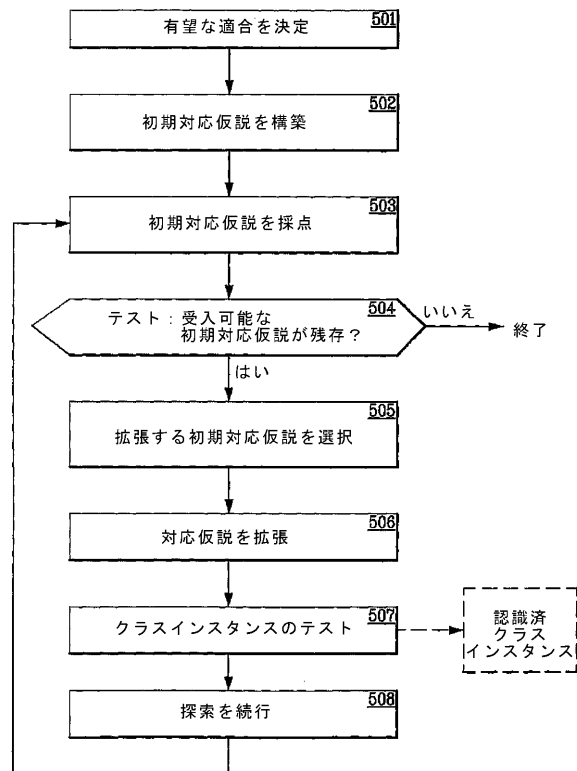 501
有望な適合を決定
502
初期対応仮説を構築
503
初期対応仮説を採点
504
テスト：受入可能な
初期対応仮説が残存？
いいえ
終了
はい
505
拡張する初期対応仮説を選択
506
対応仮説を拡張
507
クラスインスタンスのテスト
認識済
クラス
インスタンス
508
探索を続行